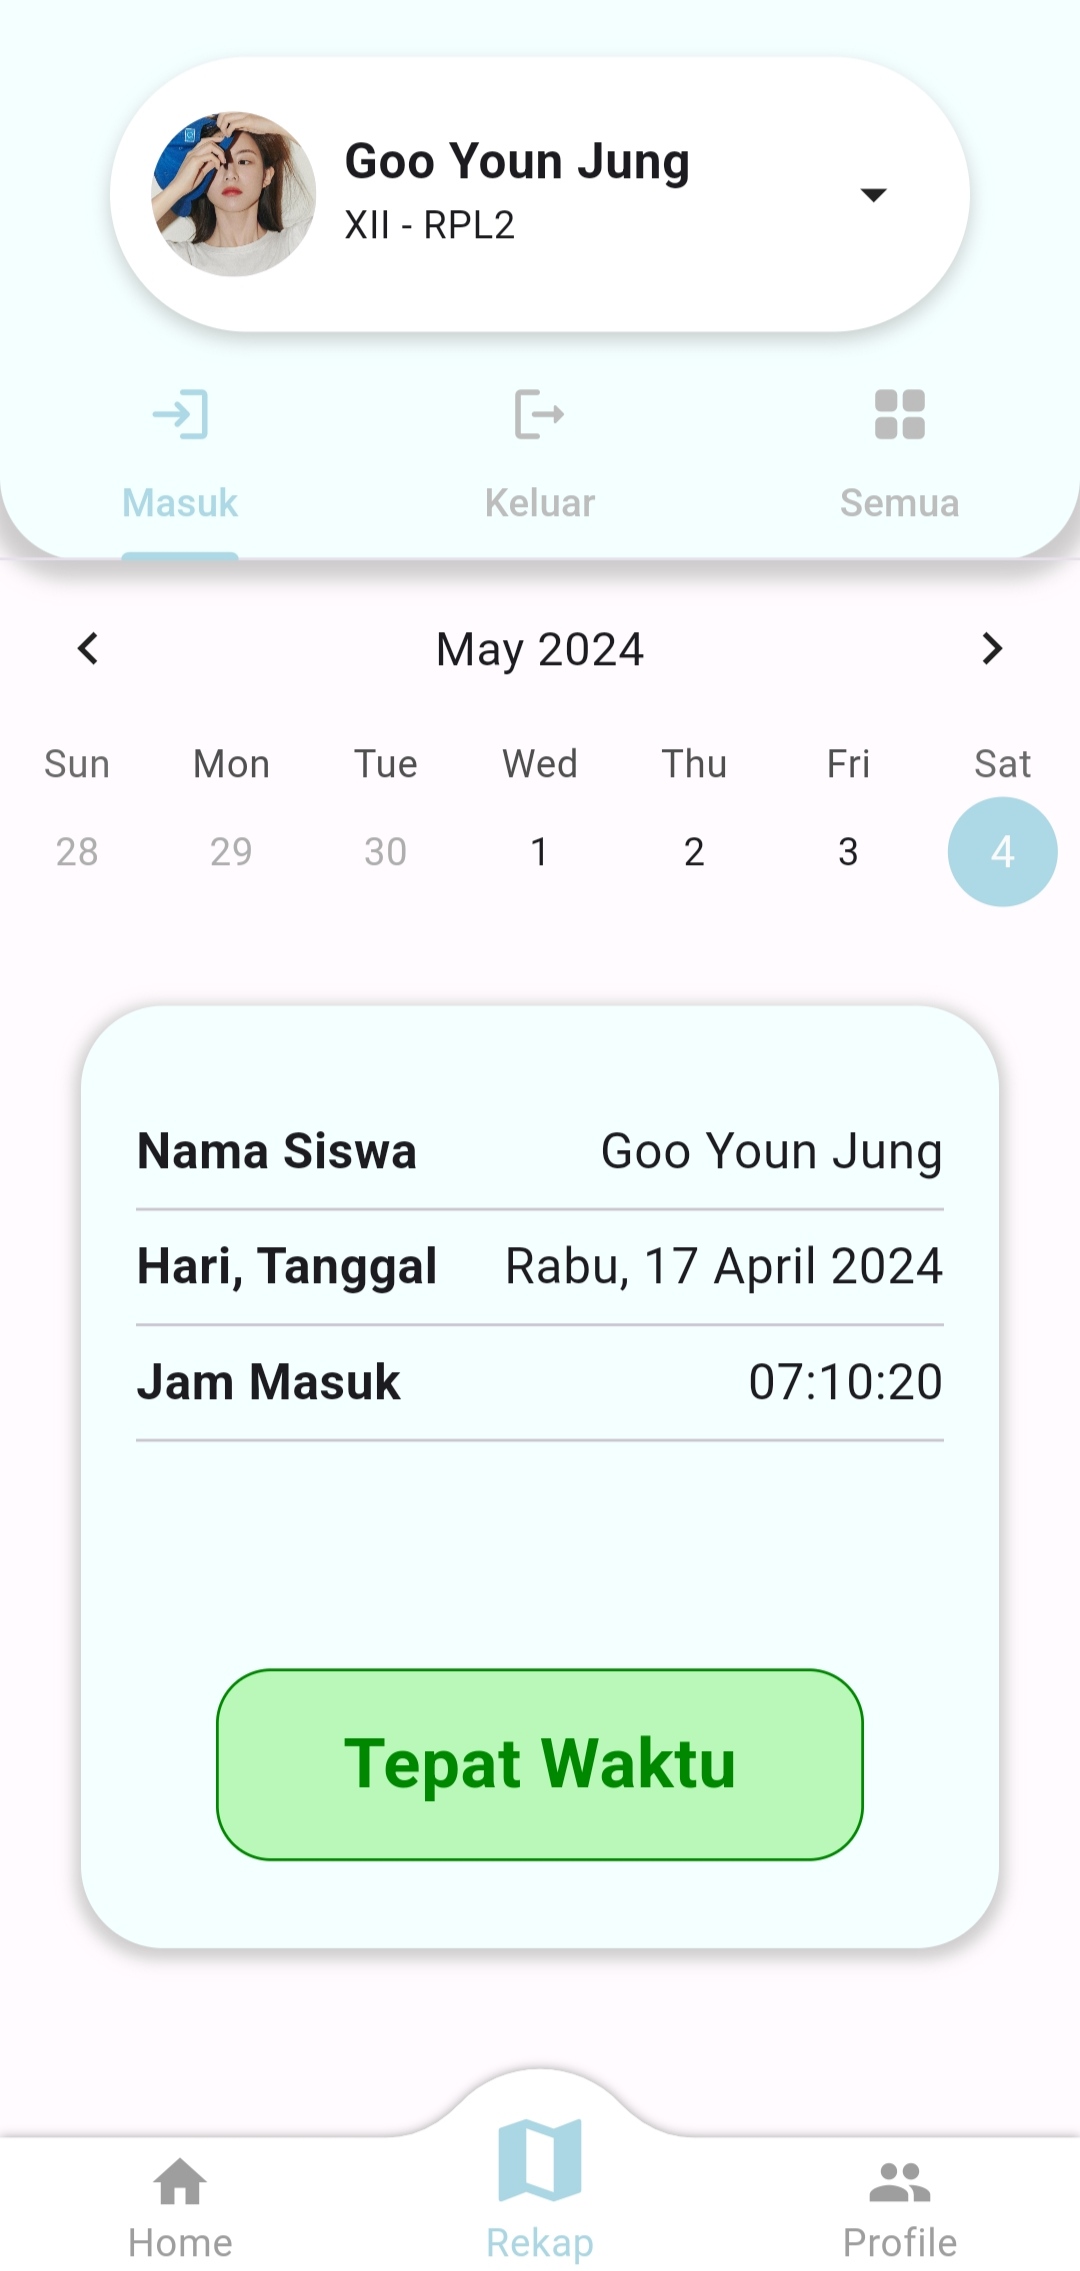 Goo Youn Jung
XII - RPL2
Masuk Keluar Semua
May 2024
Sun Mon Tue Wed Thu Fri Sat
28 29 30 1 2 3 4
Nama Siswa Goo Youn Jung
Hari, Tanggal Rabu, 17 April 2024
Jam Masuk 07:10:20
Tepat Waktu
Home Rekap Profile